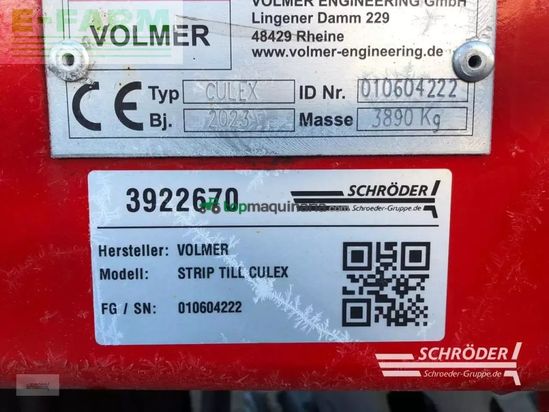 E-FARM
VOLMER
VOLMER ENGINEERING GmbH
Lingener Damm 229
48429 Rheine
www.volmer-engineering.de
CE Typ CULEX ID Nr. 010604222
Bj. 2023 Masse 3890 Kg
3922670
SCHRÖDER
Schroeder-Gruppe.de
topmaquinaria.com
Hersteller: VOLMER
Modell: STRIP TILL CULEX
FG / SN: 010604222
SCHRÖDER
Schroeder-Gruppe.de